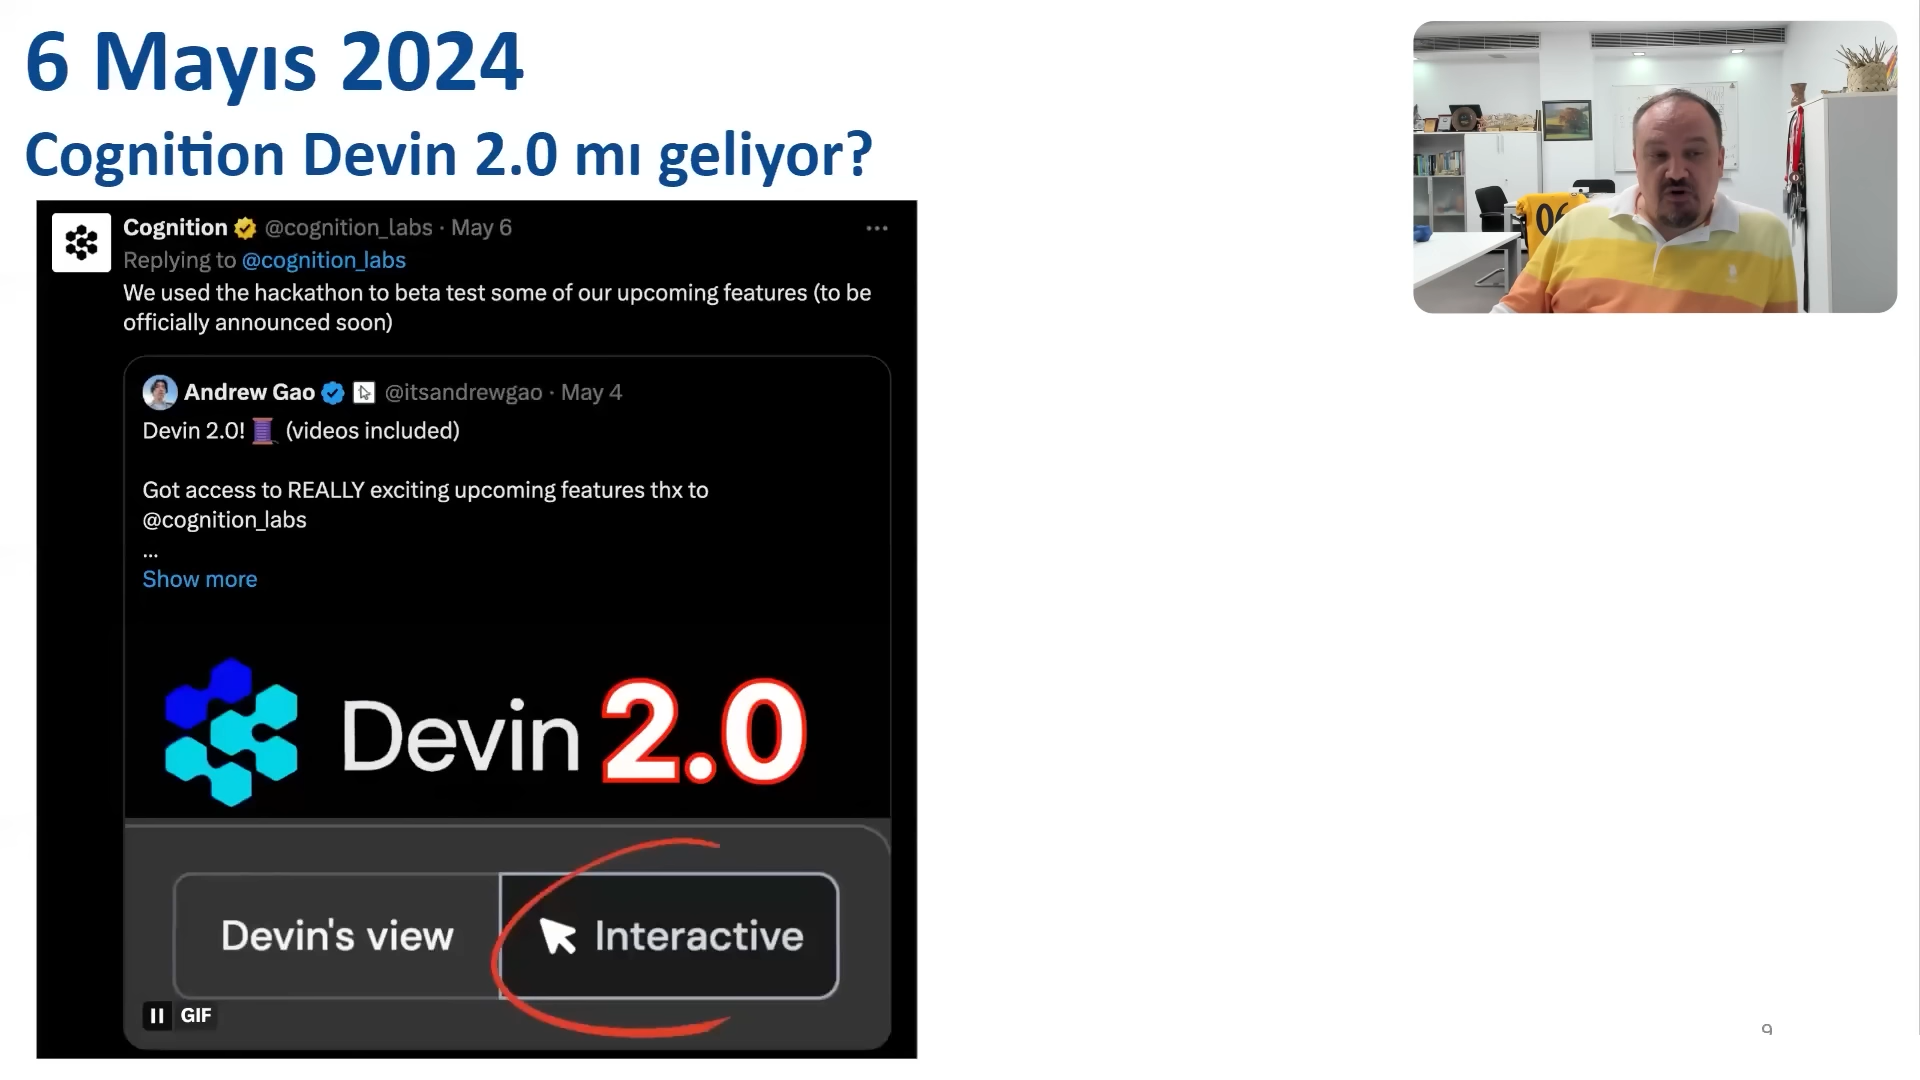 6 Mayıs 2024
Cognition Devin 2.0 mı geliyor?
Cognition @cognition_labs · May 6
Replying to @cognition_labs
We used the hackathon to beta test some of our upcoming features (to be
officially announced soon)
Andrew Gao @itsandrewgao · May 4
Devin 2.0! (videos included)
Got access to REALLY exciting upcoming features thx to
@cognition_labs
...
Show more
Devin 2.0
Devin's view
Interactive
GIF
06
9